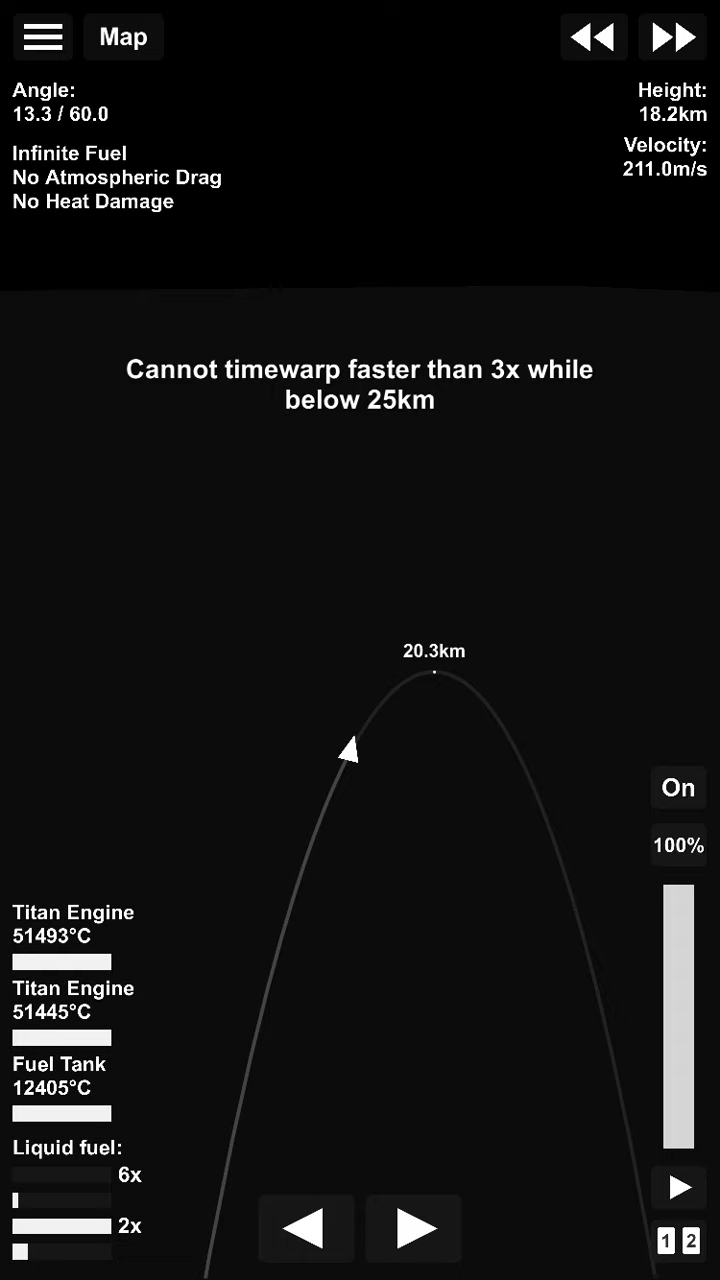 Map
Angle:
13.3 / 60.0
Infinite Fuel
No Atmospheric Drag
No Heat Damage
Height:
18.2km
Velocity:
211.0m/s
Cannot timewarp faster than 3x while
below 25km
20.3km
On
100%
Titan Engine
51493°C
Titan Engine
51445°C
Fuel Tank
12405°C
Liquid fuel:
6x
2x
1 2